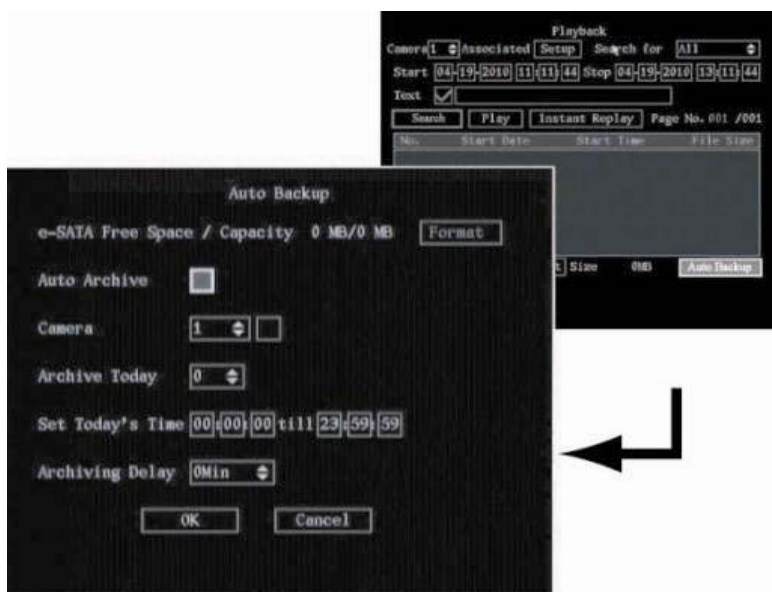 Playback
Camera 1 Associated Setup Search for All
Start 04-19-2010 11:11:44 Stop 04-19-2010 13:11:44
Text
Search Play Instant Replay Page No. 001 /001
No. Start Date Start Time File Size
Size 0MB Auto Backup
Auto Backup
e-SATA Free Space / Capacity 0 MB/0 MB Format
Auto Archive
Camera 1
Archive Today 0
Set Today's Time 00:00:00 till 23:59:59
Archiving Delay 0Min
OK Cancel